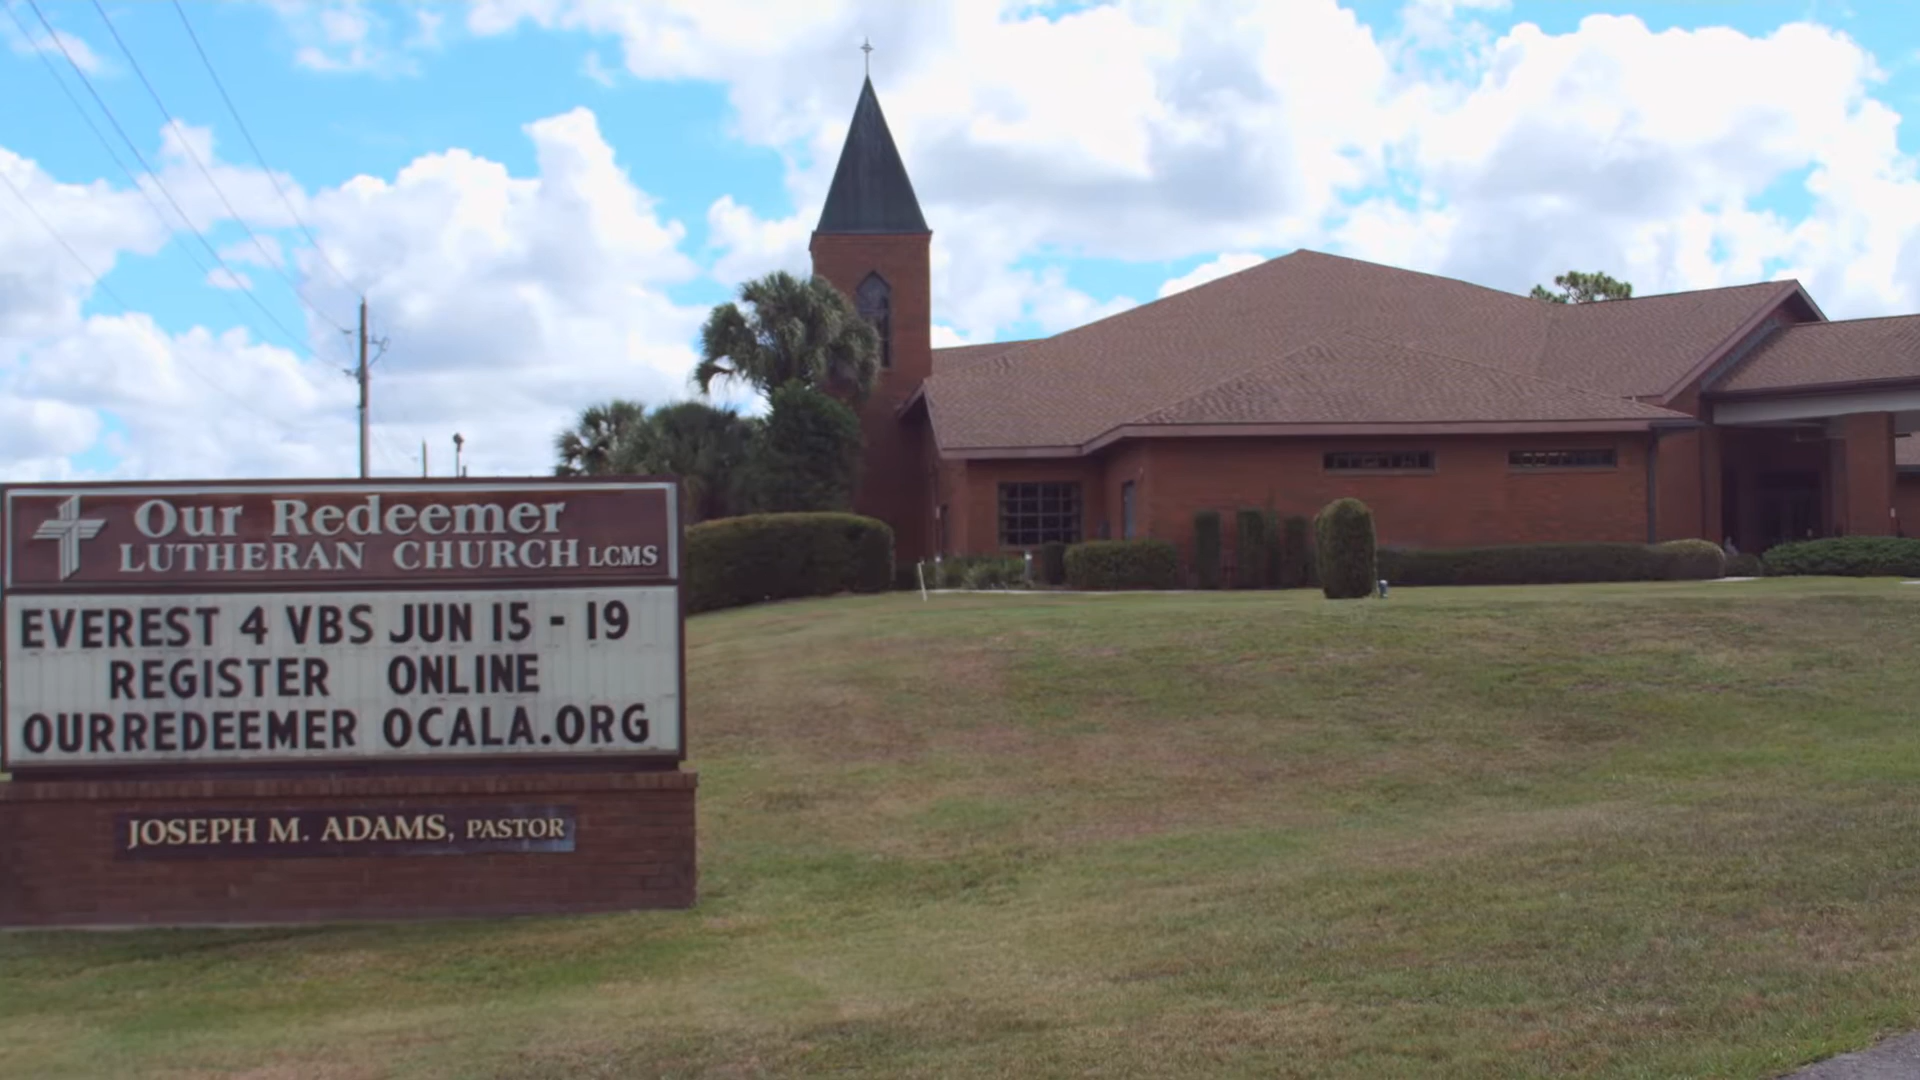 Our Redeemer
LUTHERAN CHURCH LCMS
EVEREST 4 VBS JUN 15 - 19
REGISTER ONLINE
OURREDEEMER OCALA.ORG
JOSEPH M. ADAMS, PASTOR